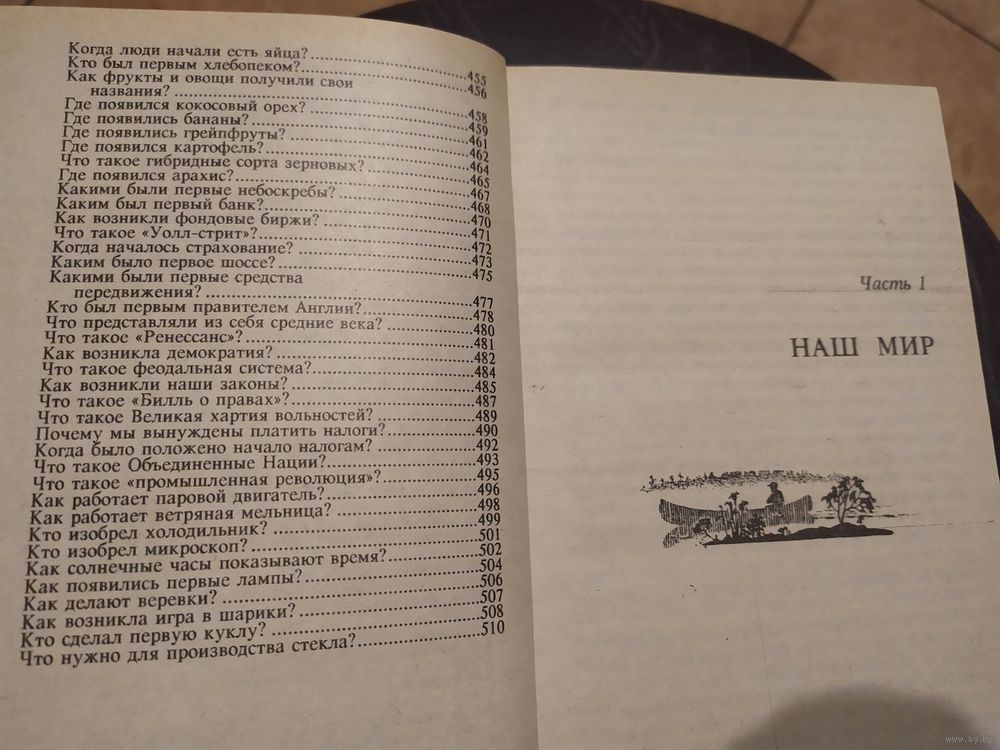 Когда люди начали есть яйца?.....455
Кто был первым хлебопеком?.....456
Как фрукты и овощи получили свои
названия?.....458
Где появился кокосовый орех?.....459
Где появились бананы?.....461
Где появились грейпфруты?.....462
Где появился картофель?.....464
Что такое гибридные сорта зерновых?.....465
Где появился арахис?.....467
Какими были первые небоскребы?.....468
Каким был первый банк?.....470
Как возникли фондовые биржи?.....471
Что такое «Уолл-стрит»?.....472
Когда началось страхование?.....473
Каким было первое шоссе?.....475
Какими были первые средства
передвижения?.....477
Кто был первым правителем Англии?.....478
Что представляли из себя средние века?.....480
Что такое «Ренессанс»?.....481
Как возникла демократия?.....482
Что такое феодальная система?.....484
Как возникли наши законы?.....485
Что такое «Билль о правах»?.....487
Что такое Великая хартия вольностей?.....489
Почему мы вынуждены платить налоги?.....490
Когда было положено начало налогам?.....492
Что такое Объединенные Нации?.....493
Что такое «промышленная революция»?.....495
Как работает паровой двигатель?.....496
Как работает ветряная мельница?.....498
Кто изобрел холодильник?.....499
Кто изобрел микроскоп?.....501
Как солнечные часы показывают время?.....502
Как появились первые лампы?.....504
Как делают веревки?.....506
Как возникла игра в шарики?.....507
Кто сделал первую куклу?.....508
Что нужно для производства стекла?.....510
Часть 1
НАШ МИР
www.ay.by